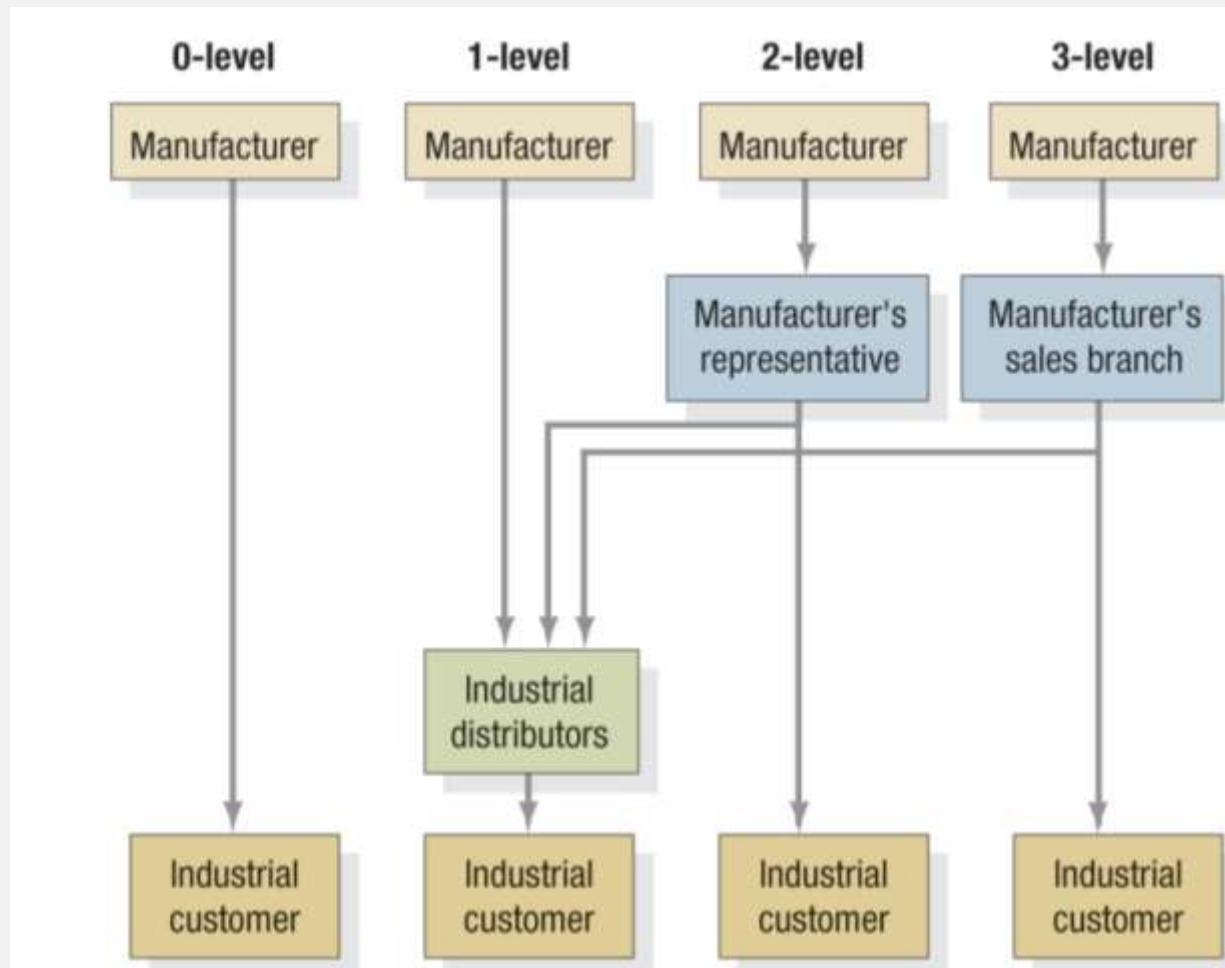 0-level
1-level
2-level
3-level
Manufacturer
Manufacturer
Manufacturer
Manufacturer
Manufacturer's
representative
Manufacturer's
sales branch
Industrial
distributors
Industrial
customer
Industrial
customer
Industrial
customer
Industrial
customer